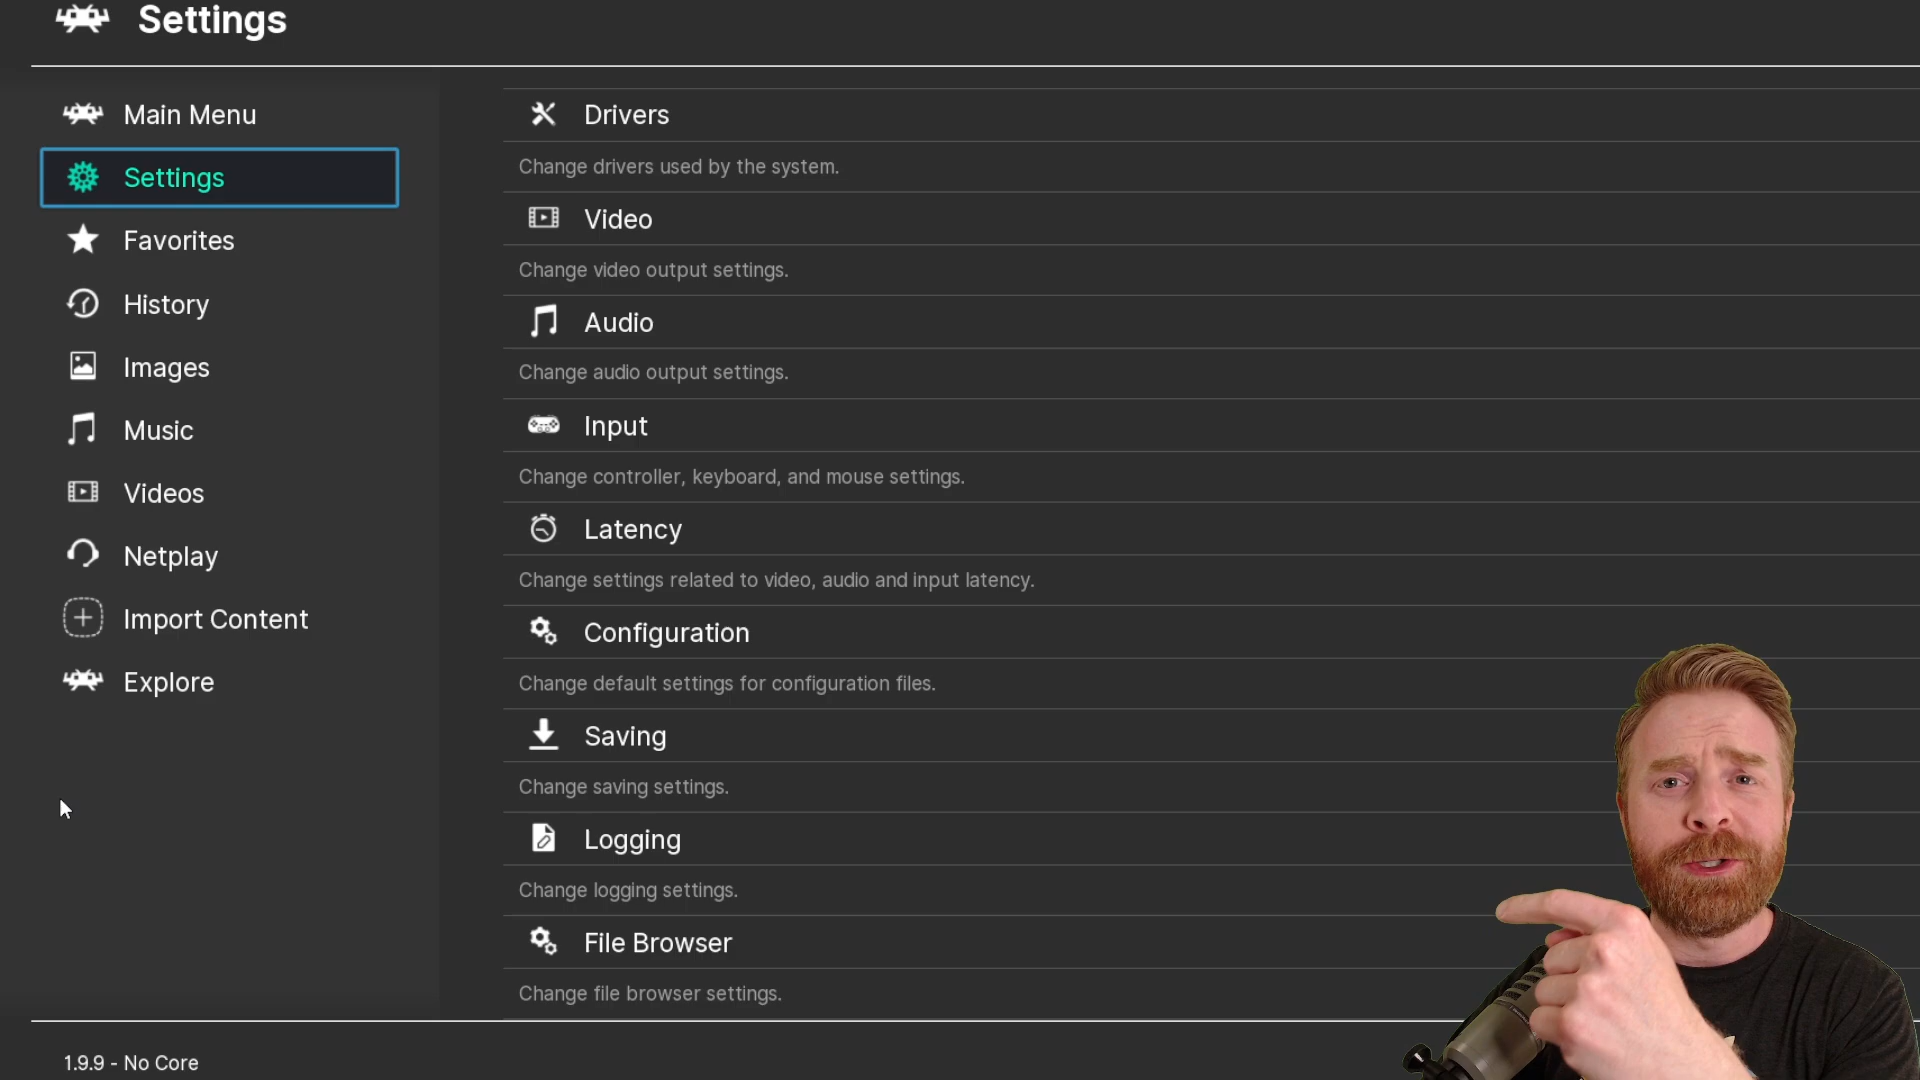 Settings
Main Menu
Settings
Favorites
History
Images
Music
Videos
Netplay
Import Content
Explore
Drivers
Change drivers used by the system.
Video
Change video output settings.
Audio
Change audio output settings.
Input
Change controller, keyboard, and mouse settings.
Latency
Change settings related to video, audio and input latency.
Configuration
Change default settings for configuration files.
Saving
Change saving settings.
Logging
Change logging settings.
File Browser
Change file browser settings.
1.9.9 - No Core